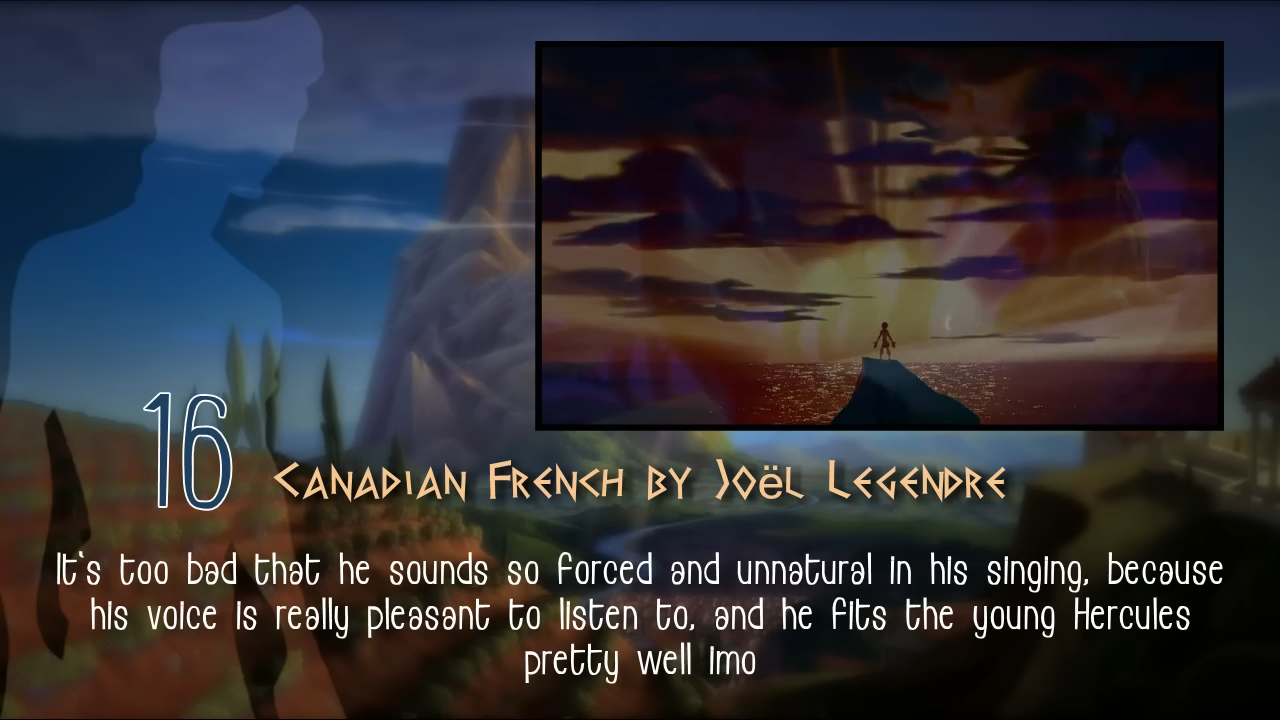 16
Canadian French by Joël Legendre
It's too bad that he sounds so forced and unnatural in his singing, because
his voice is really pleasant to listen to, and he fits the young Hercules
pretty well imo